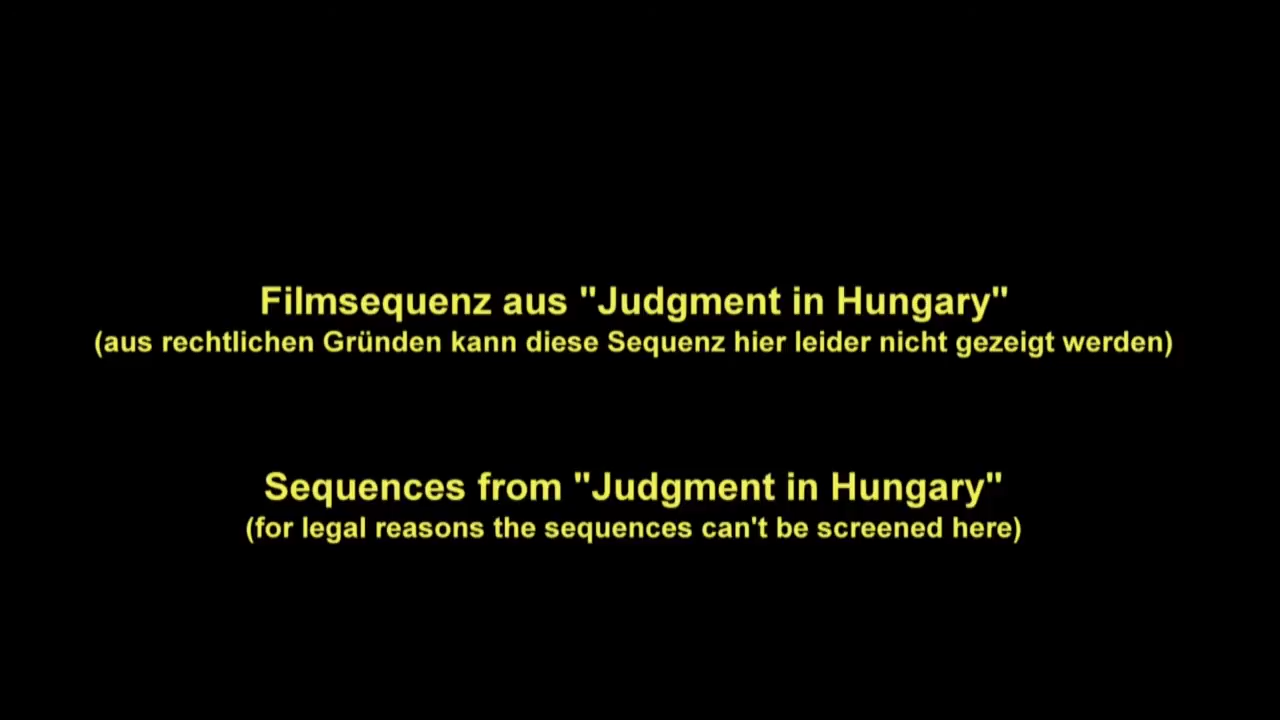 Filmsequenz aus "Judgment in Hungary"
(aus rechtlichen Gründen kann diese Sequenz hier leider nicht gezeigt werden)
Sequences from "Judgment in Hungary"
(for legal reasons the sequences can't be screened here)